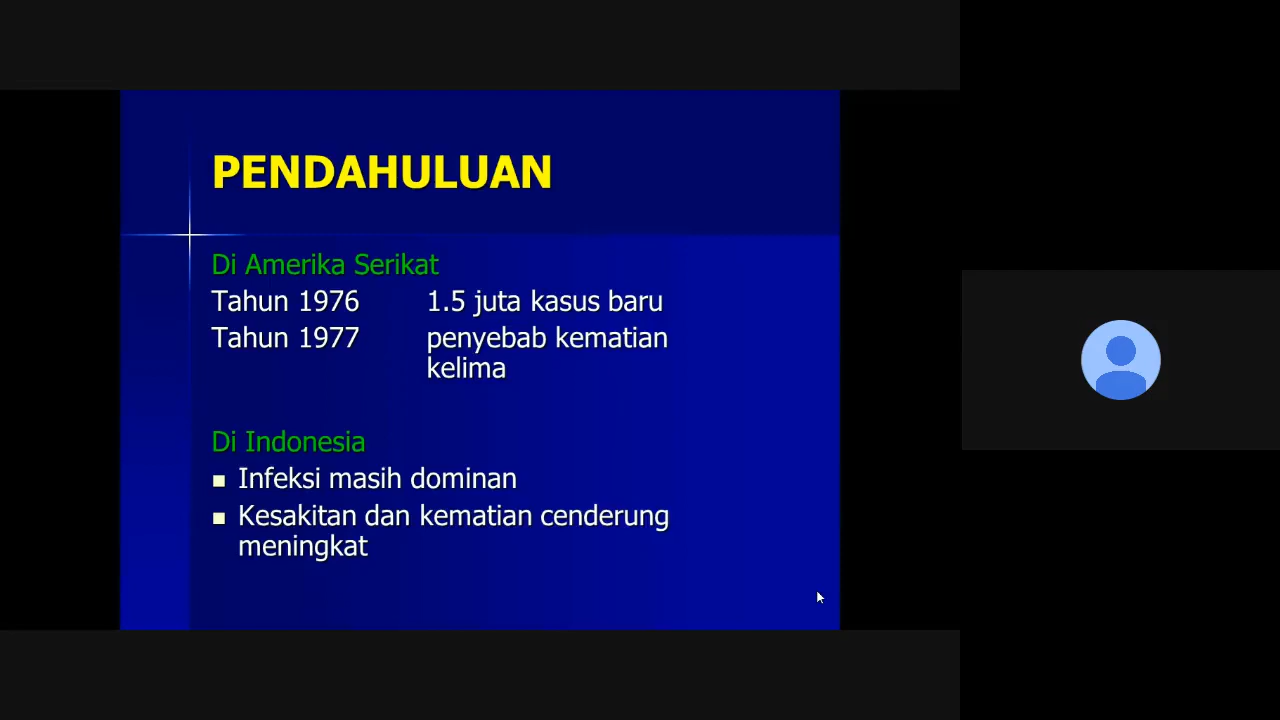 PENDAHULUAN
Di Amerika Serikat
Tahun 1976 1.5 juta kasus baru
Tahun 1977 penyebab kematian
kelima
Di Indonesia
Infeksi masih dominan
Kesakitan dan kematian cenderung
meningkat